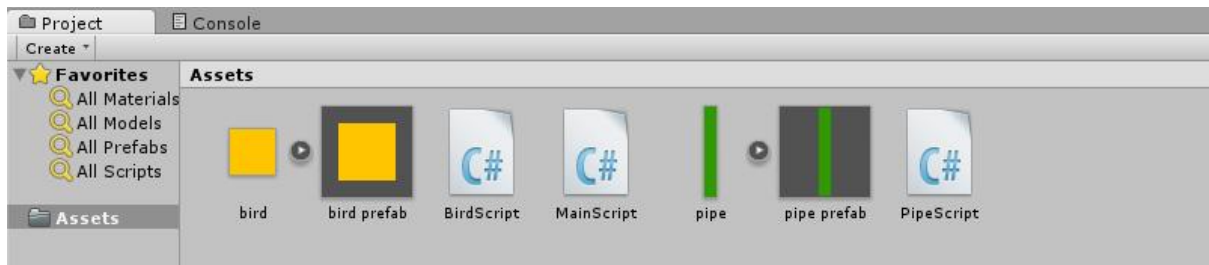 Project Console
Create
Favorites Assets
All Materials
All Models
All Prefabs
All Scripts
Assets
C# C# C#
bird bird prefab BirdScript MainScript pipe pipe prefab PipeScript